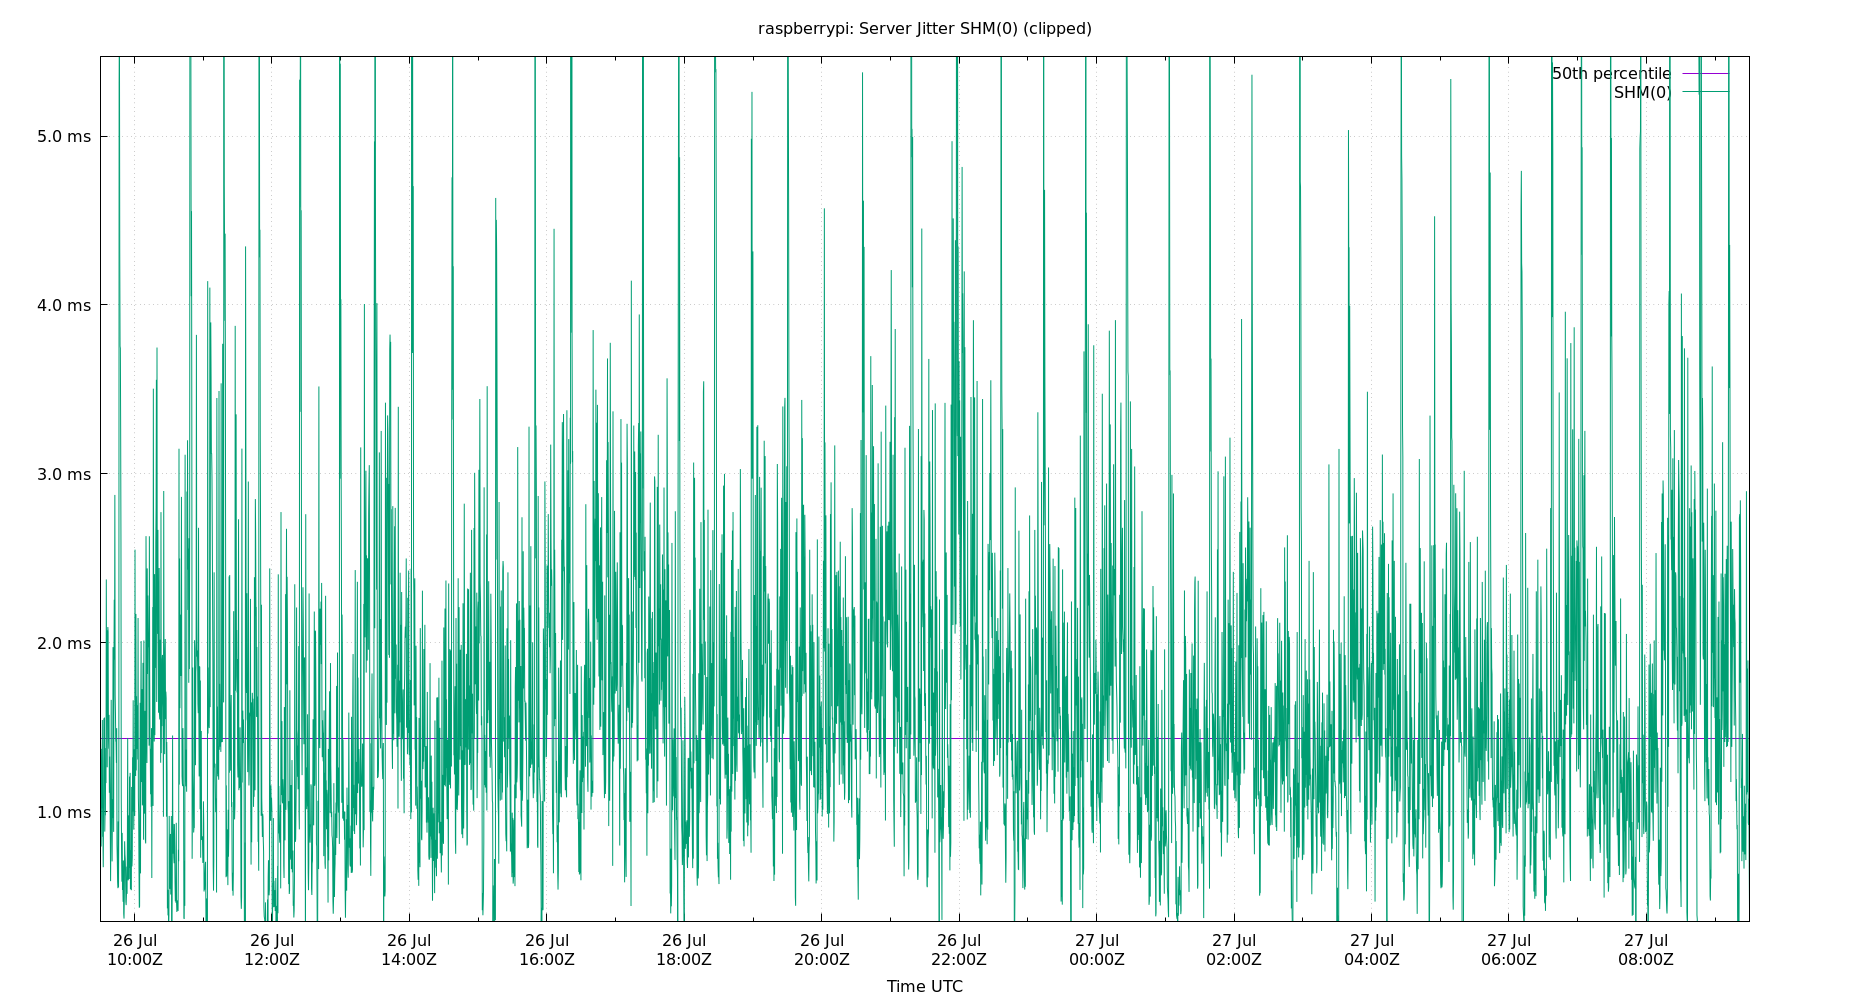 raspberrypi: Server Jitter SHM(0) (clipped)
50th percentile
SHM(0)
5.0 ms
4.0 ms
3.0 ms
2.0 ms
1.0 ms
26 Jul 26 Jul 26 Jul 26 Jul 26 Jul 26 Jul 26 Jul 27 Jul 27 Jul 27 Jul 27 Jul 27 Jul
10:00Z 12:00Z 14:00Z 16:00Z 18:00Z 20:00Z 22:00Z 00:00Z 02:00Z 04:00Z 06:00Z 08:00Z
Time UTC